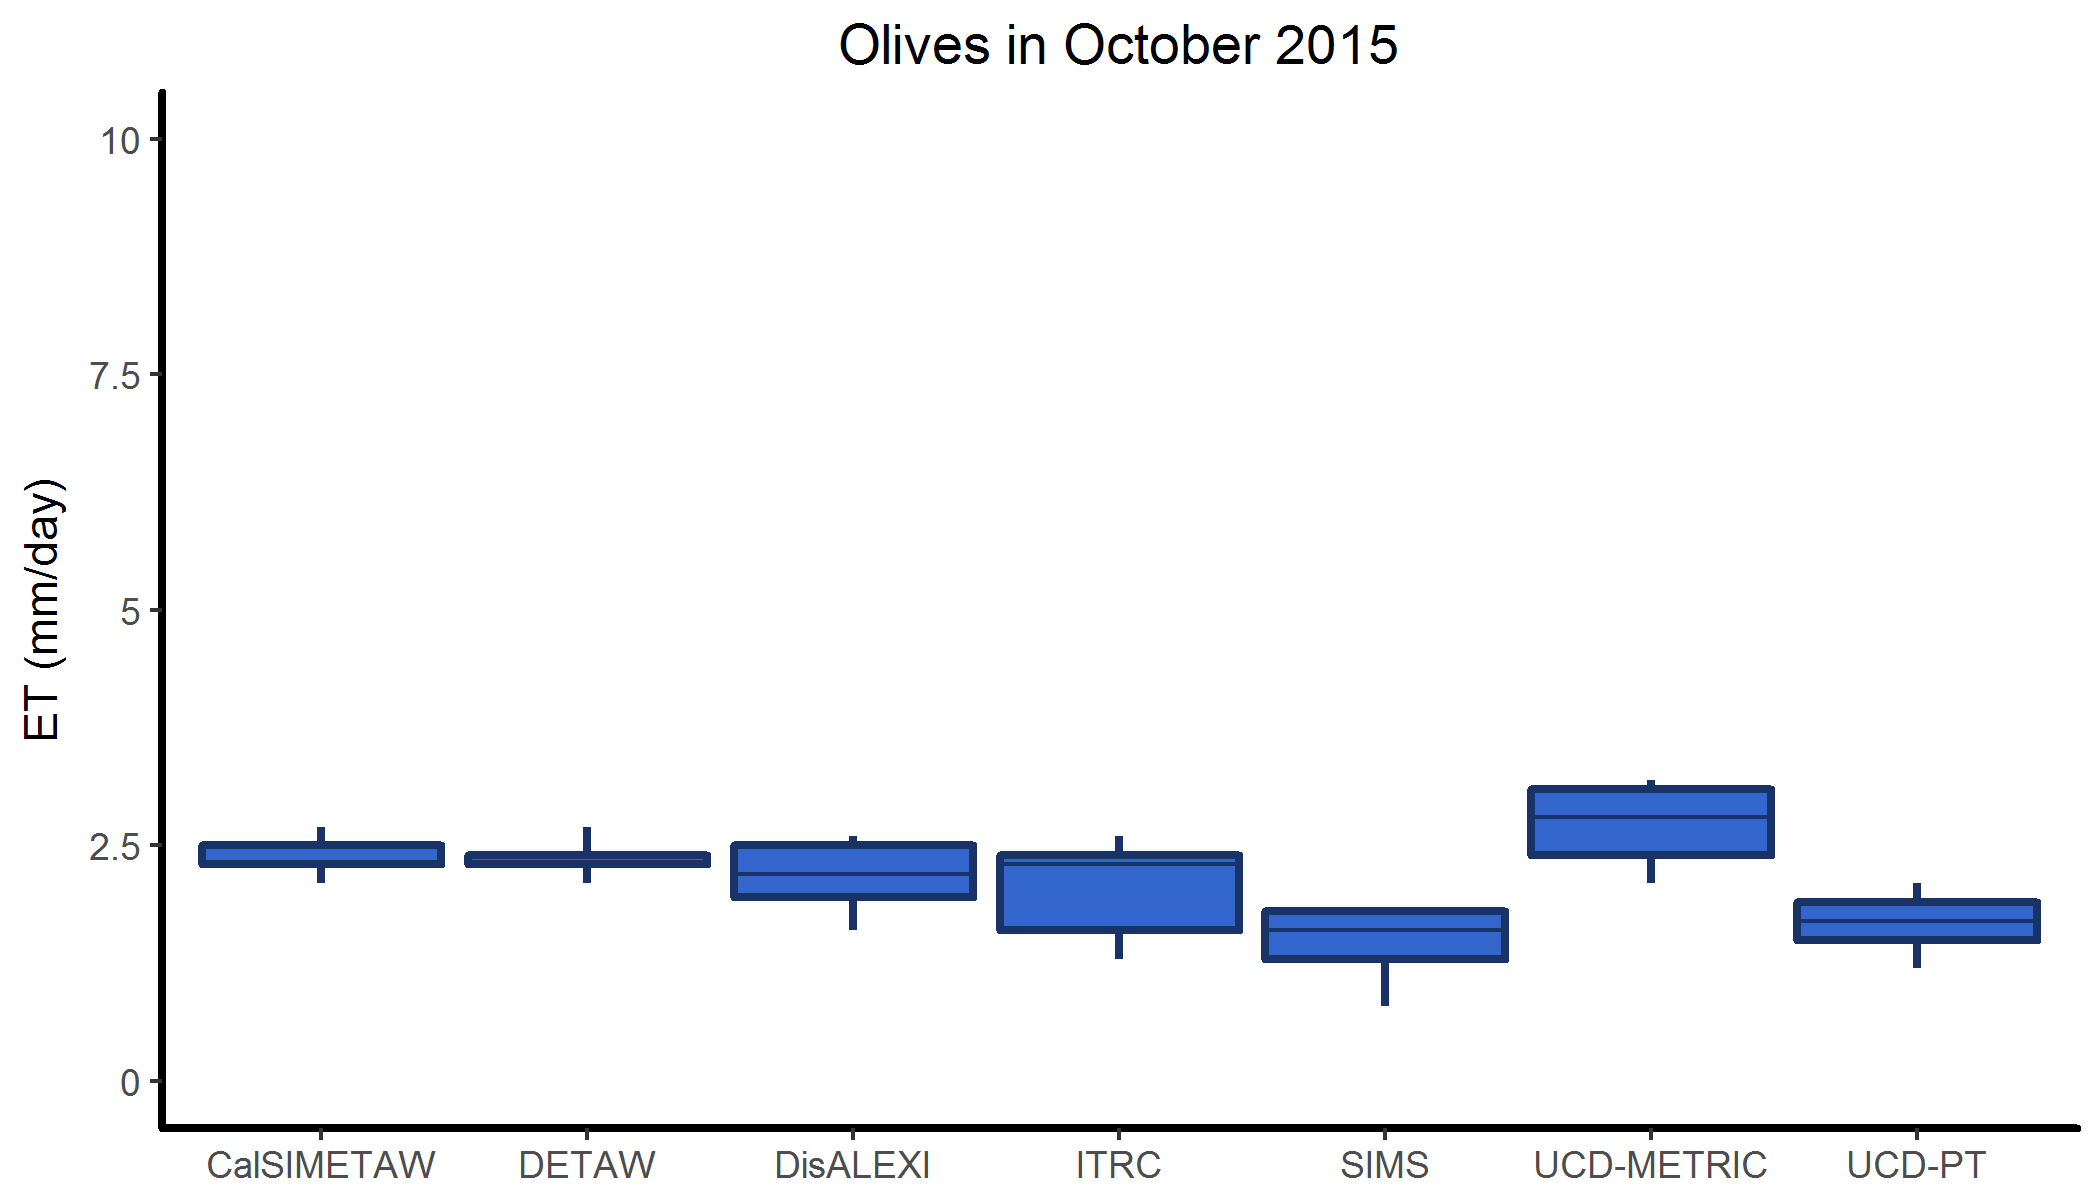 Olives in October 2015
ET (mm/day)
10
7.5
5
2.5
0
CalSIMETAW DETAW DisALEXI ITRC SIMS UCD-METRIC UCD-PT